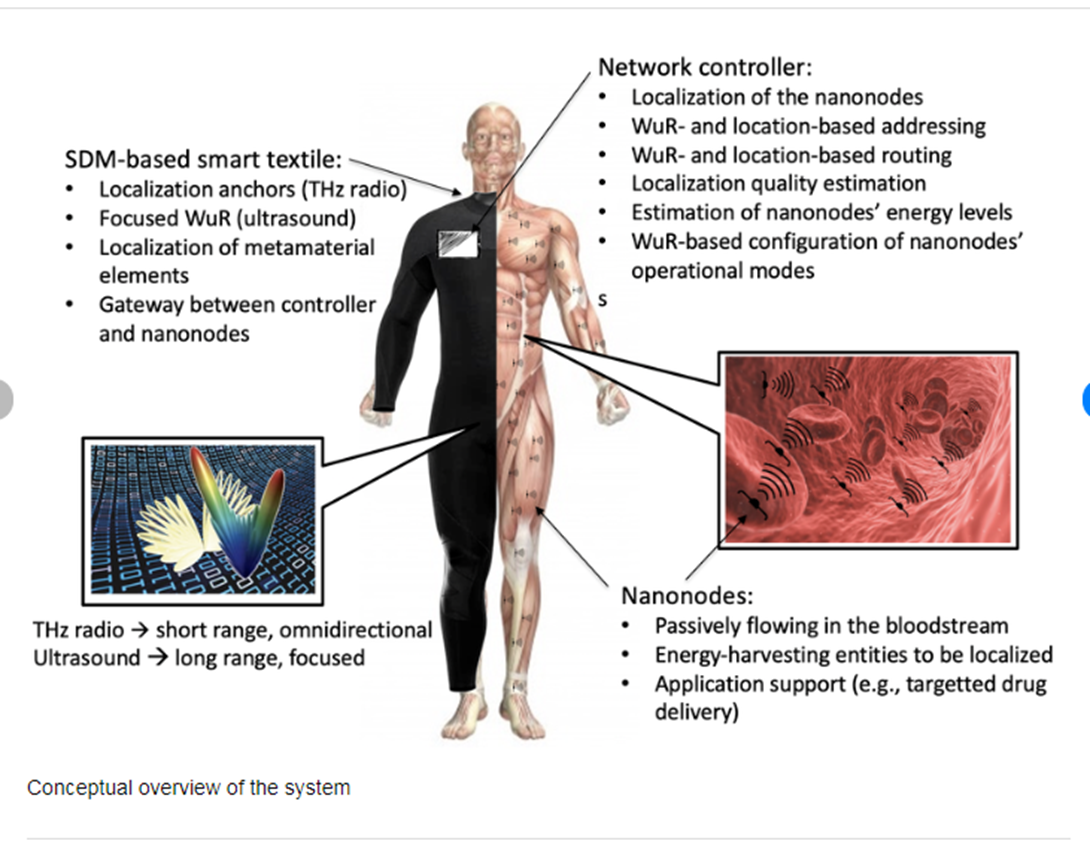 SDM-based smart textile:
• Localization anchors (THz radio)
• Focused WuR (ultrasound)
• Localization of metamaterial
elements
• Gateway between controller
and nanonodes
Network controller:
• Localization of the nanonodes
• WuR- and location-based addressing
• WuR- and location-based routing
• Localization quality estimation
• Estimation of nanonodes’ energy levels
• WuR-based configuration of nanonodes’
operational modes
s
THz radio → short range, omnidirectional
Ultrasound → long range, focused
Nanonodes:
• Passively flowing in the bloodstream
• Energy-harvesting entities to be localized
• Application support (e.g., targetted drug
delivery)
Conceptual overview of the system